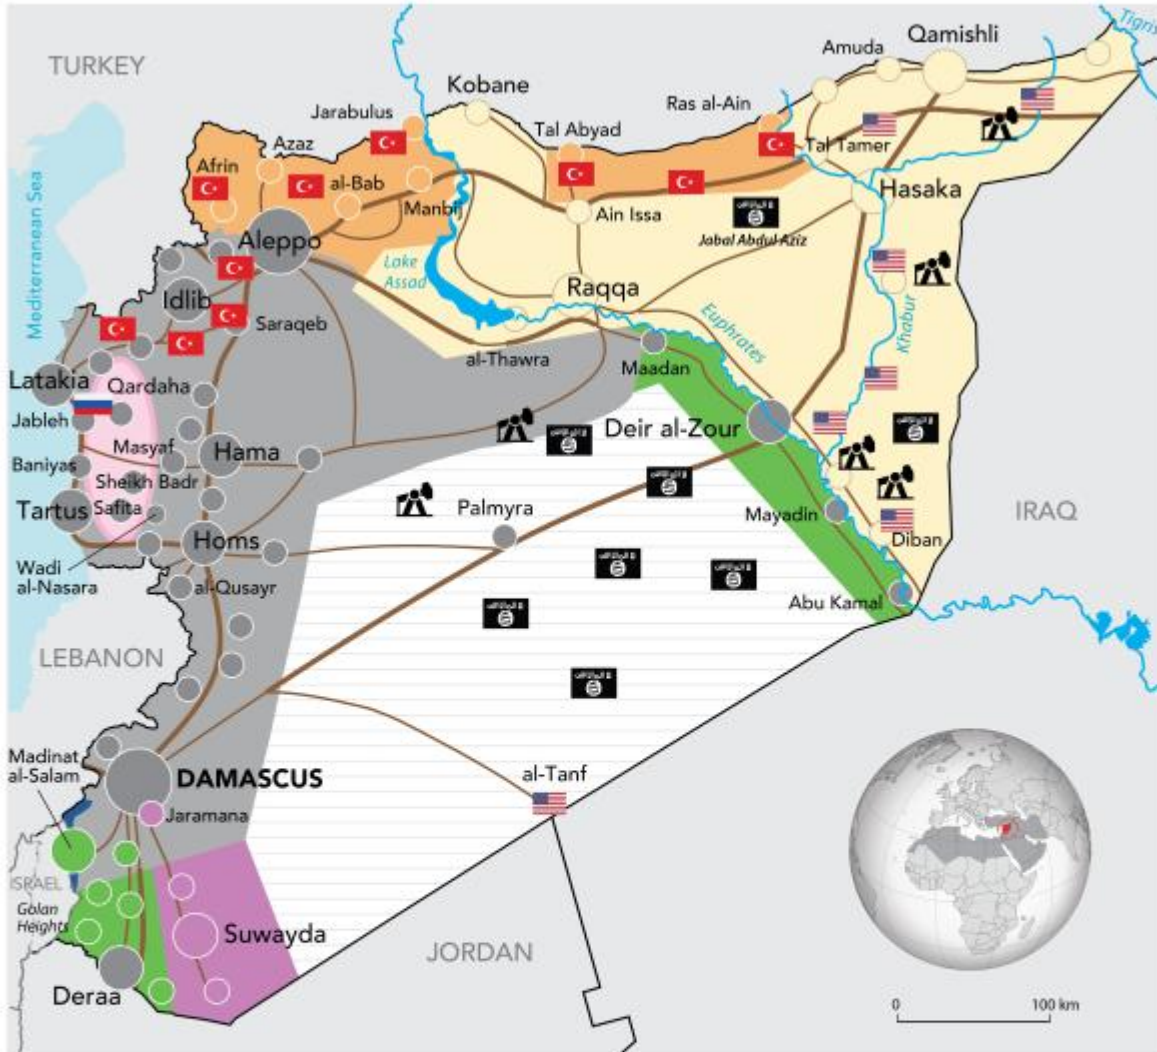 Tigris
Qamishli
Amuda
TURKEY
Kobane
Ras al-Ain
Jarabulus
Tal Abyad
Azaz
Tal Tamer
Afrin
al-Bab
Hasaka
Manbij
Ain Issa
Mediterranean Sea
Aleppo
Jabal Abdul Aziz
Lake
Assad
Idlib
Raqqa
Khabur
Euphrates
Saraqeb
al-Thawra
Maadan
Latakia
Qardaha
Jableh
Deir al-Zour
Masyaf
Hama
Baniyas
Sheikh Badr
Tartus
Safita
Palmyra
Mayadin
IRAQ
Homs
Diban
Wadi
al-Nasara
al-Qusayr
Abu Kamal
LEBANON
Madinat
al-Salam
DAMASCUS
al-Tanf
Jaramana
ISRAEL
Golan
Heights
Suwayda
JORDAN
Deraa
0
100 km